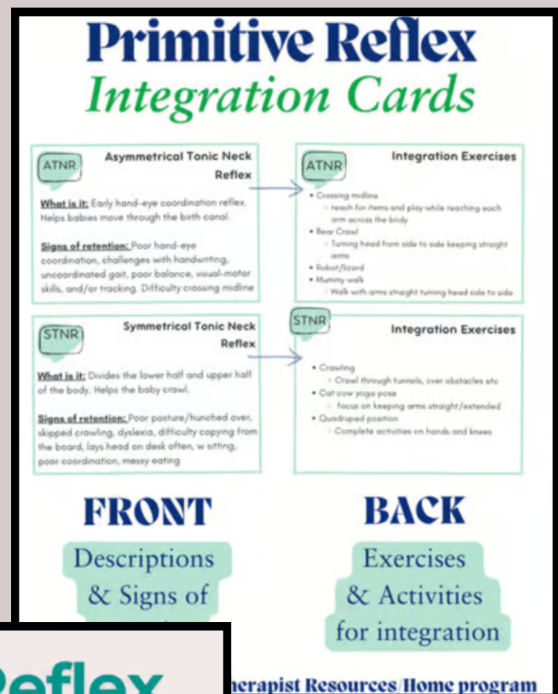 Primitive Reflex
Integration Cards
ATNR
Asymmetrical Tonic Neck
Reflex
What is it: Early hand-eye coordination reflex.
Helps babies move through the birth canal.
Signs of retention: Poor hand-eye
coordination, challenges with handwriting,
uncoordinated gait, poor balance, visual-motor
skills, and/or tracking. Difficulty crossing midline
ATNR
Integration Exercises
• Crossing midline
○ reach for items and play while reaching each
arm across the body
• Bear Crawl
○ Turning head from side to side keeping straight
arms
• Robot/lizard
• Mummy walk
○ Walk with arms straight turning head side to side
STNR
Symmetrical Tonic Neck
Reflex
What is it: Divides the lower half and upper half
of the body. Helps the baby crawl.
Signs of retention: Poor posture/hunched over,
skipped crawling, dyslexia, difficulty copying from
the board, lays head on desk often, w sitting,
poor coordination, messy eating
STNR
Integration Exercises
• Crawling
○ Crawl through tunnels, over obstacles etc
• Cat cow yoga pose
○ focus on keeping arms straight/extended
• Quadruped position
○ Complete activities on hands and knees
FRONT
Descriptions
& Signs of
BACK
Exercises
& Activities
for integration
Reflex
herapist Resources/Home program